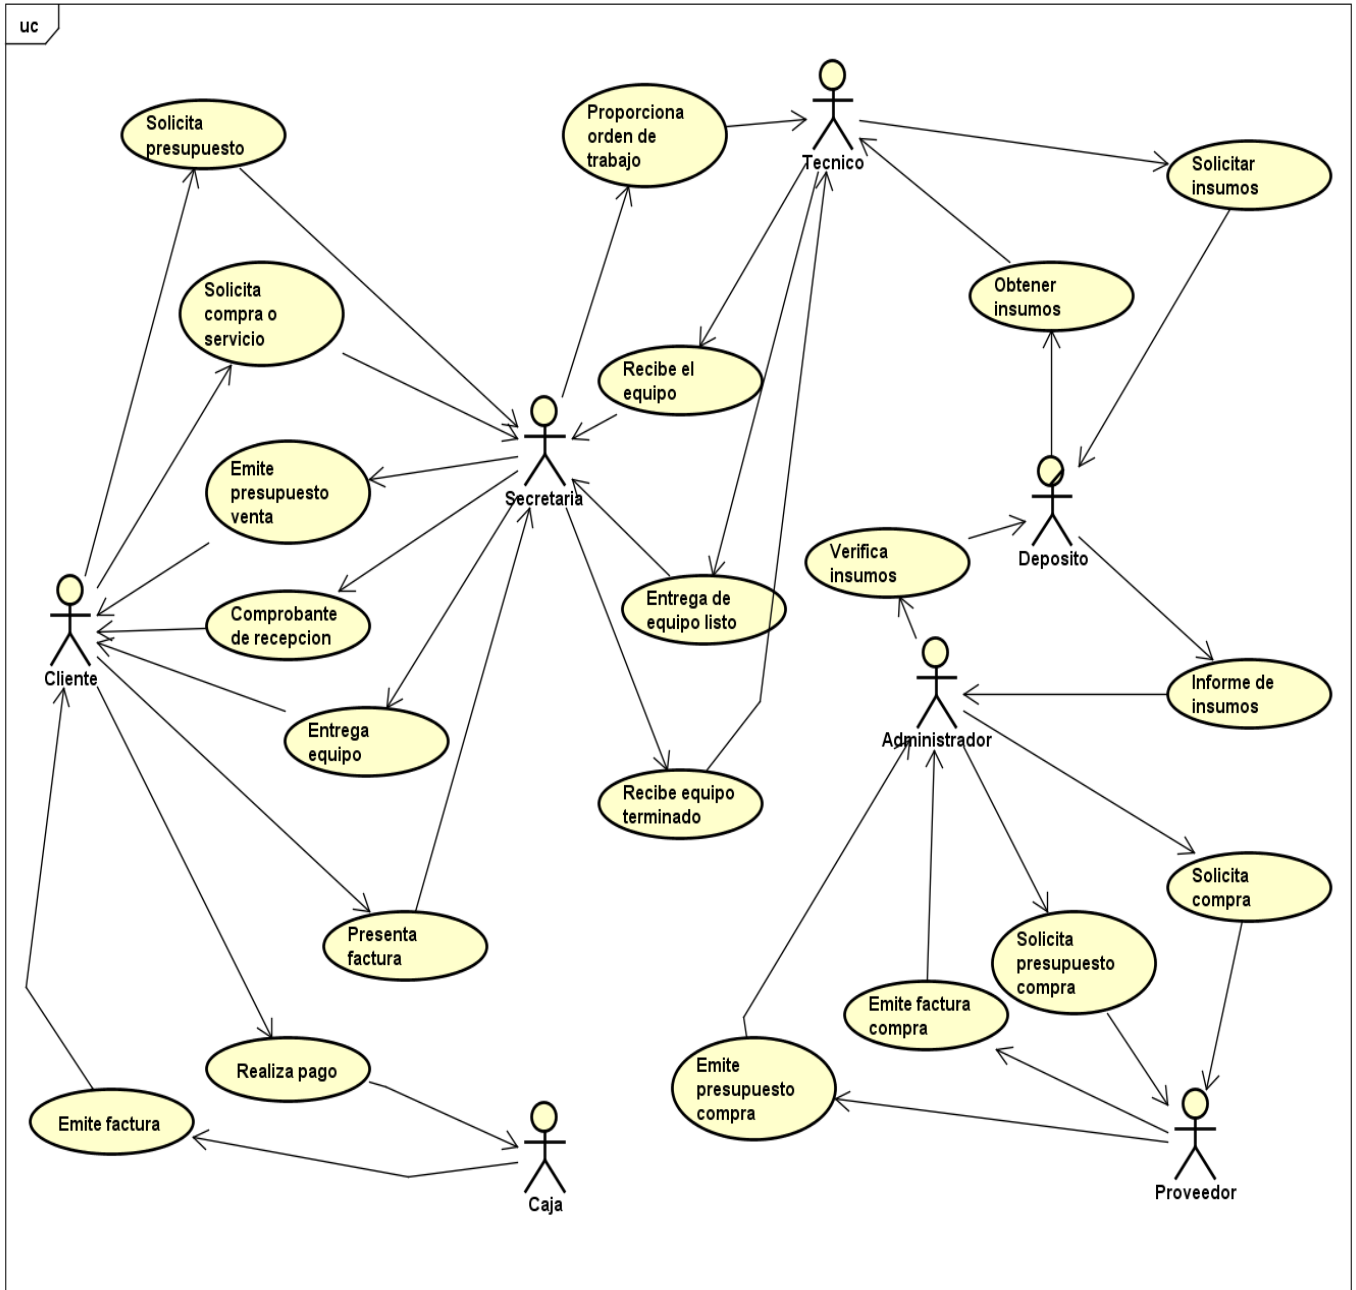 uc
Solicita
presupuesto
Proporciona
orden de
trabajo
Tecnico
Solicitar
insumos
Solicita
compra o
servicio
Obtener
insumos
Recibe el
equipo
Emite
presupuesto
venta
Secretaria
Verifica
insumos
Deposito
Comprobante
de recepcion
Entrega de
equipo listo
Cliente
Informe de
insumos
Entrega
equipo
Administrador
Recibe equipo
terminado
Solicita
compra
Presenta
factura
Solicita
presupuesto
compra
Emite factura
compra
Realiza pago
Emite
presupuesto
compra
Emite factura
Caja
Proveedor